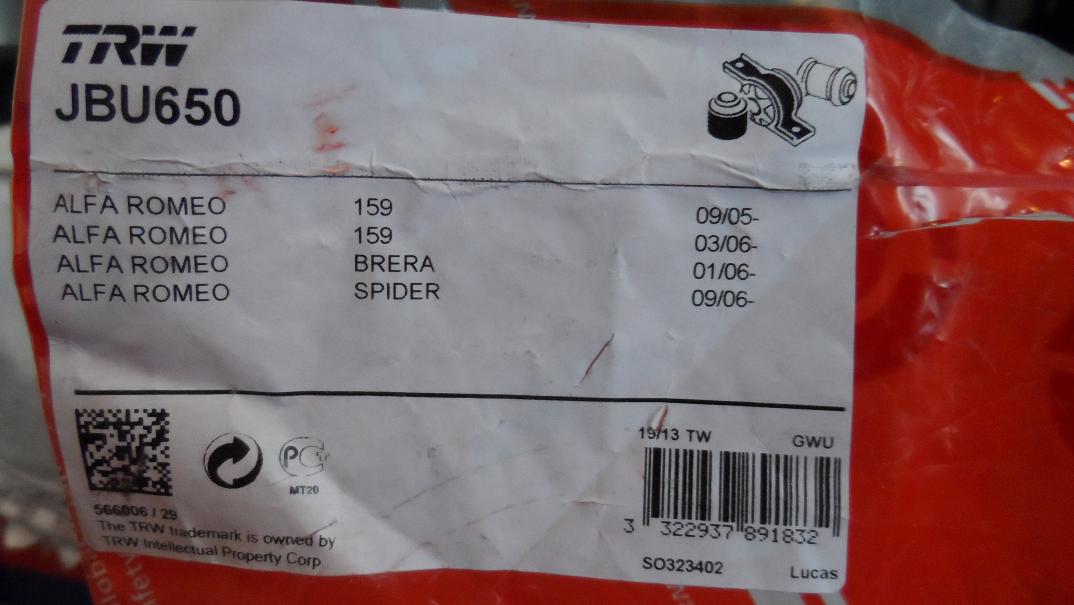 TRW
JBU650
ALFA ROMEO 159 09/05-
ALFA ROMEO 159 03/06-
ALFA ROMEO BRERA 01/06-
ALFA ROMEO SPIDER 09/06-
19/13 TW GWU
MT20
566006 / 29
The TRW trademark is owned by
TRW Intellectual Property Corp
3 322937 891832
SO323402 Lucas